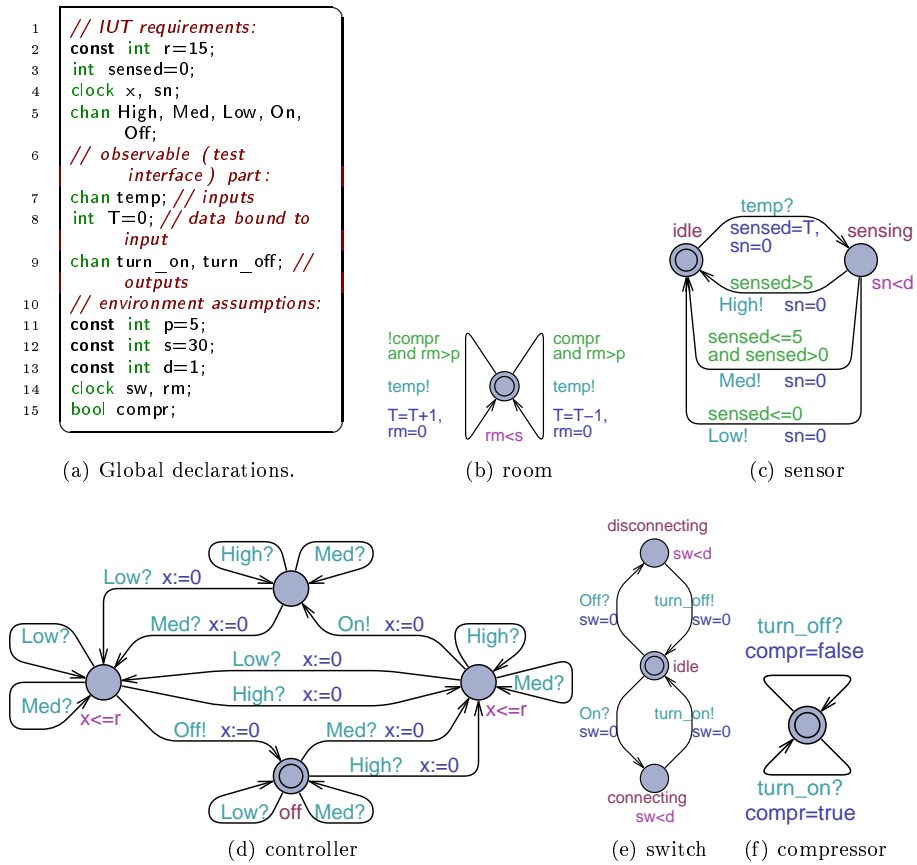 1 // IUT requirements:
2 const int r=15;
3 int sensed=0;
4 clock x, sn;
5 chan High, Med, Low, On,
Off;
6 // observable (test
interface) part:
7 chan temp; // inputs
8 int T=0; // data bound to
input
9 chan turn_on, turn_off; //
outputs
10 // environment assumptions:
11 const int p=5;
12 const int s=30;
13 const int d=1;
14 clock sw, rm;
15 bool compr;
(a) Global declarations.
!compr
and rm>p
temp!
T=T+1,
rm=0
compr
and rm>p
temp!
T=T-1,
rm=0
rm<s
(b) room
temp?
idle
sensed=T,
sn=0
sensing
sensed>5
sn<d
High! sn=0
sensed<=5
and sensed>0
Med! sn=0
sensed<=0
Low! sn=0
(c) sensor
High?
Med?
Low? x:=0
Med? x:=0
On! x:=0
Low?
High?
Low? x:=0
Med?
Med?
High? x:=0
x<=r
x<=r
Off! x:=0
Med? x:=0
High? x:=0
Low?
off
Med?
(d) controller
disconnecting
sw<d
Off?
sw=0
turn_off!
sw=0
idle
On?
sw=0
turn_on!
sw=0
connecting
sw<d
(e) switch
turn_off?
compr=false
turn_on?
compr=true
(f) compressor